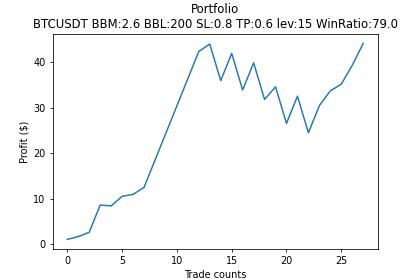 Portfolio
BTCUSDT BBM:2.6 BBL:200 SL:0.8 TP:0.6 lev:15 WinRatio:79.0
Profit ($)
40
30
20
10
0
0 5 10 15 20 25
Trade counts